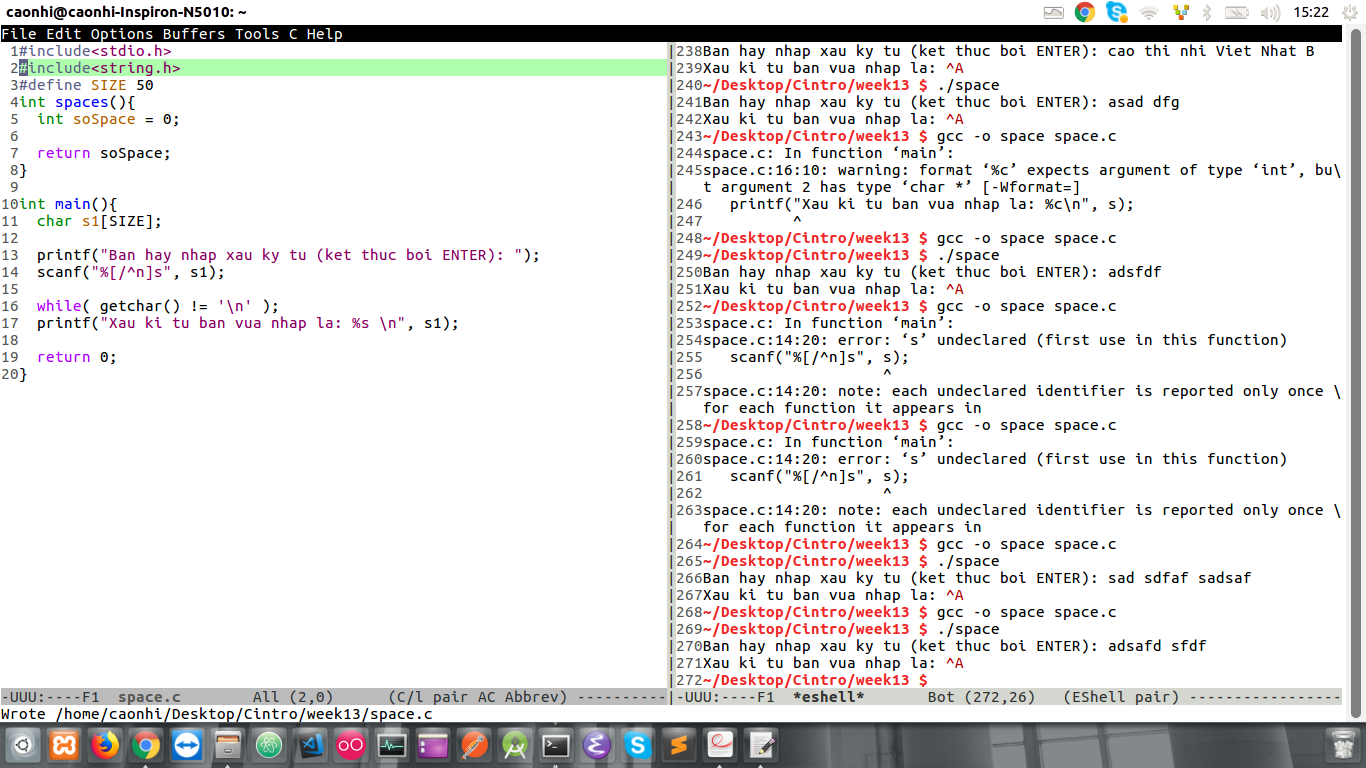 caonhi@caonhi-Inspiron-N5010: ~
15:22
File Edit Options Buffers Tools C Help
1#include<stdio.h>
2#include<string.h>
3#define SIZE 50
4int spaces(){
5  int soSpace = 0;
6
7  return soSpace;
8}
9
10int main(){
11  char s1[SIZE];
12
13  printf("Ban hay nhap xau ky tu (ket thuc boi ENTER): ");
14  scanf("%[/^n]s", s1);
15
16  while( getchar() != '\n' );
17  printf("Xau ki tu ban vua nhap la: %s \n", s1);
18
19  return 0;
20}
-UUU:----F1  space.c        All (2,0)      (C/l pair AC Abbrev) ----------
238Ban hay nhap xau ky tu (ket thuc boi ENTER): cao thi nhi Viet Nhat B
239Xau ki tu ban vua nhap la: ^A
240~/Desktop/Cintro/week13 $ ./space
241Ban hay nhap xau ky tu (ket thuc boi ENTER): asad dfg
242Xau ki tu ban vua nhap la: ^A
243~/Desktop/Cintro/week13 $ gcc -o space space.c
244space.c: In function ‘main’:
245space.c:16:10: warning: format ‘%c’ expects argument of type ‘int’, bu\
t argument 2 has type ‘char *’ [-Wformat=]
246   printf("Xau ki tu ban vua nhap la: %c\n", s);
247          ^
248~/Desktop/Cintro/week13 $ gcc -o space space.c
249~/Desktop/Cintro/week13 $ ./space
250Ban hay nhap xau ky tu (ket thuc boi ENTER): adsfdf
251Xau ki tu ban vua nhap la: ^A
252~/Desktop/Cintro/week13 $ gcc -o space space.c
253space.c: In function ‘main’:
254space.c:14:20: error: ‘s’ undeclared (first use in this function)
255   scanf("%[/^n]s", s);
256                    ^
257space.c:14:20: note: each undeclared identifier is reported only once \
for each function it appears in
258~/Desktop/Cintro/week13 $ gcc -o space space.c
259space.c: In function ‘main’:
260space.c:14:20: error: ‘s’ undeclared (first use in this function)
261   scanf("%[/^n]s", s);
262                    ^
263space.c:14:20: note: each undeclared identifier is reported only once \
for each function it appears in
264~/Desktop/Cintro/week13 $ gcc -o space space.c
265~/Desktop/Cintro/week13 $ ./space
266Ban hay nhap xau ky tu (ket thuc boi ENTER): sad sdfaf sadsaf
267Xau ki tu ban vua nhap la: ^A
268~/Desktop/Cintro/week13 $ gcc -o space space.c
269~/Desktop/Cintro/week13 $ ./space
270Ban hay nhap xau ky tu (ket thuc boi ENTER): adsafd sfdf
271Xau ki tu ban vua nhap la: ^A
272~/Desktop/Cintro/week13 $
-UUU:----F1  *eshell*       Bot (272,26)   (EShell pair) -----------------
Wrote /home/caonhi/Desktop/Cintro/week13/space.c